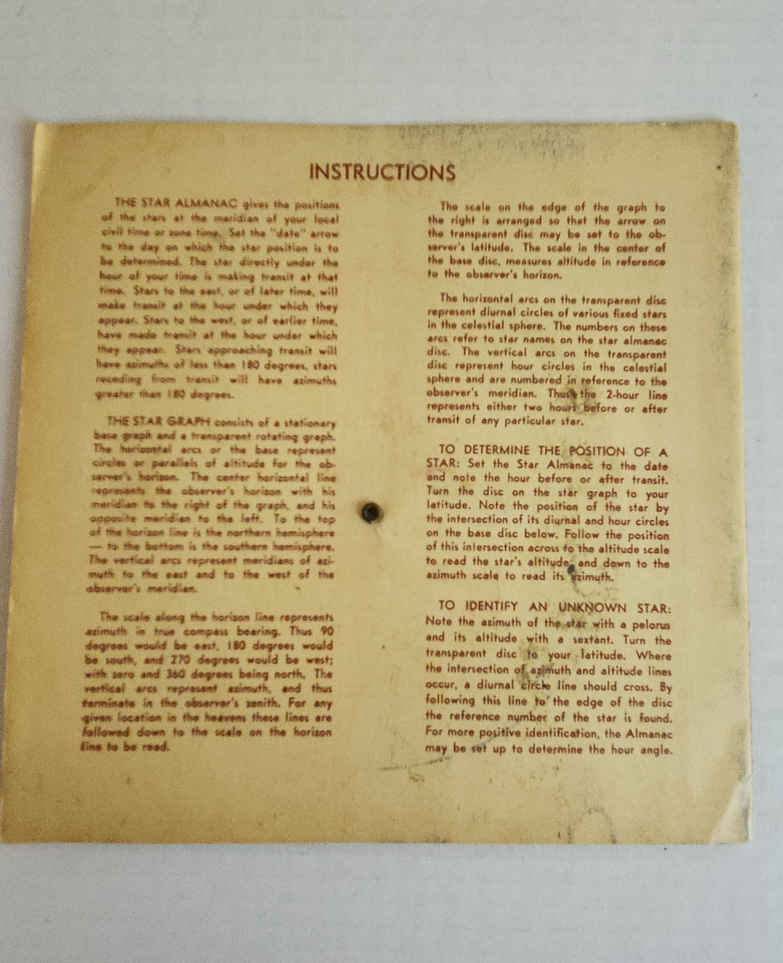 INSTRUCTIONS
THE STAR ALMANAC gives the positions
of the stars at the meridian of your local
civil time or zone time. Set the "date" arrow
to the day on which the star position is to
be determined. The star directly under the
hour of your time is making transit at that
time. Stars to the east, or of later time, will
make transit at the hour under which they
appear. Stars to the west, or of earlier time,
have made transit at the hour under which
they appear. Stars approaching transit will
have azimuths of less than 180 degrees, stars
receding from transit will have azimuths
greater than 180 degrees.
THE STAR GRAPH consists of a stationary
base graph and a transparent rotating graph.
The horizontal arcs or the base represent
circles or parallels of altitude for the ob-
server's horizon. The center horizontal line
represents the observer's horizon with his
meridian to the right of the graph, and his
opposite meridian to the left. To the top
of the horizon line is the northern hemisphere
— to the bottom is the southern hemisphere.
The vertical arcs represent meridians of azi-
muth to the east and to the west of the
observer's meridian.
The scale along the horizon line represents
azimuth in true compass bearing. Thus 90
degrees would be east, 180 degrees would
be south, and 270 degrees would be west;
with zero and 360 degrees being north. The
vertical arcs represent azimuth, and thus
terminate in the observer's zenith. For any
given location in the heavens these lines are
followed down to the scale on the horizon
line to be read.
The scale on the edge of the graph to
the right is arranged so that the arrow on
the transparent disc may be set to the ob-
server's latitude. The scale in the center of
the base disc, measures altitude in reference
to the observer's horizon.
The horizontal arcs on the transparent disc
represent diurnal circles of various fixed stars
in the celestial sphere. The numbers on these
arcs refer to star names on the star almanac
disc. The vertical arcs on the transparent
disc represent hour circles in the celestial
sphere and are numbered in reference to the
observer's meridian. Thus the 2-hour line
represents either two hours before or after
transit of any particular star.
TO DETERMINE THE POSITION OF A
STAR: Set the Star Almanac to the date
and note the hour before or after transit.
Turn the disc on the star graph to your
latitude. Note the position of the star by
the intersection of its diurnal and hour circles
on the base disc below. Follow the position
of this intersection across to the altitude scale
to read the star's altitude, and down to the
azimuth scale to read its azimuth.
TO IDENTIFY AN UNKNOWN STAR:
Note the azimuth of the star with a pelorus
and its altitude with a sextant. Turn the
transparent disc to your latitude. Where
the intersection of azimuth and altitude lines
occur, a diurnal circle line should cross. By
following this line to the edge of the disc
the reference number of the star is found.
For more positive identification, the Almanac
may be set up to determine the hour angle.